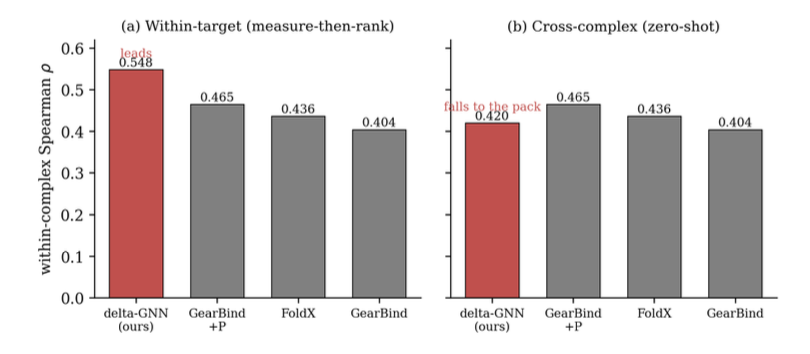 (a) Within-target (measure-then-rank)
within-complex Spearman ρ
0.6
0.5
0.4
0.3
0.2
0.1
0.0
leads
0.548
0.465
0.436
0.404
delta-GNN
(ours)
GearBind
+P
FoldX
GearBind
(b) Cross-complex (zero-shot)
falls to the pack
0.420
0.465
0.436
0.404
delta-GNN
(ours)
GearBind
+P
FoldX
GearBind